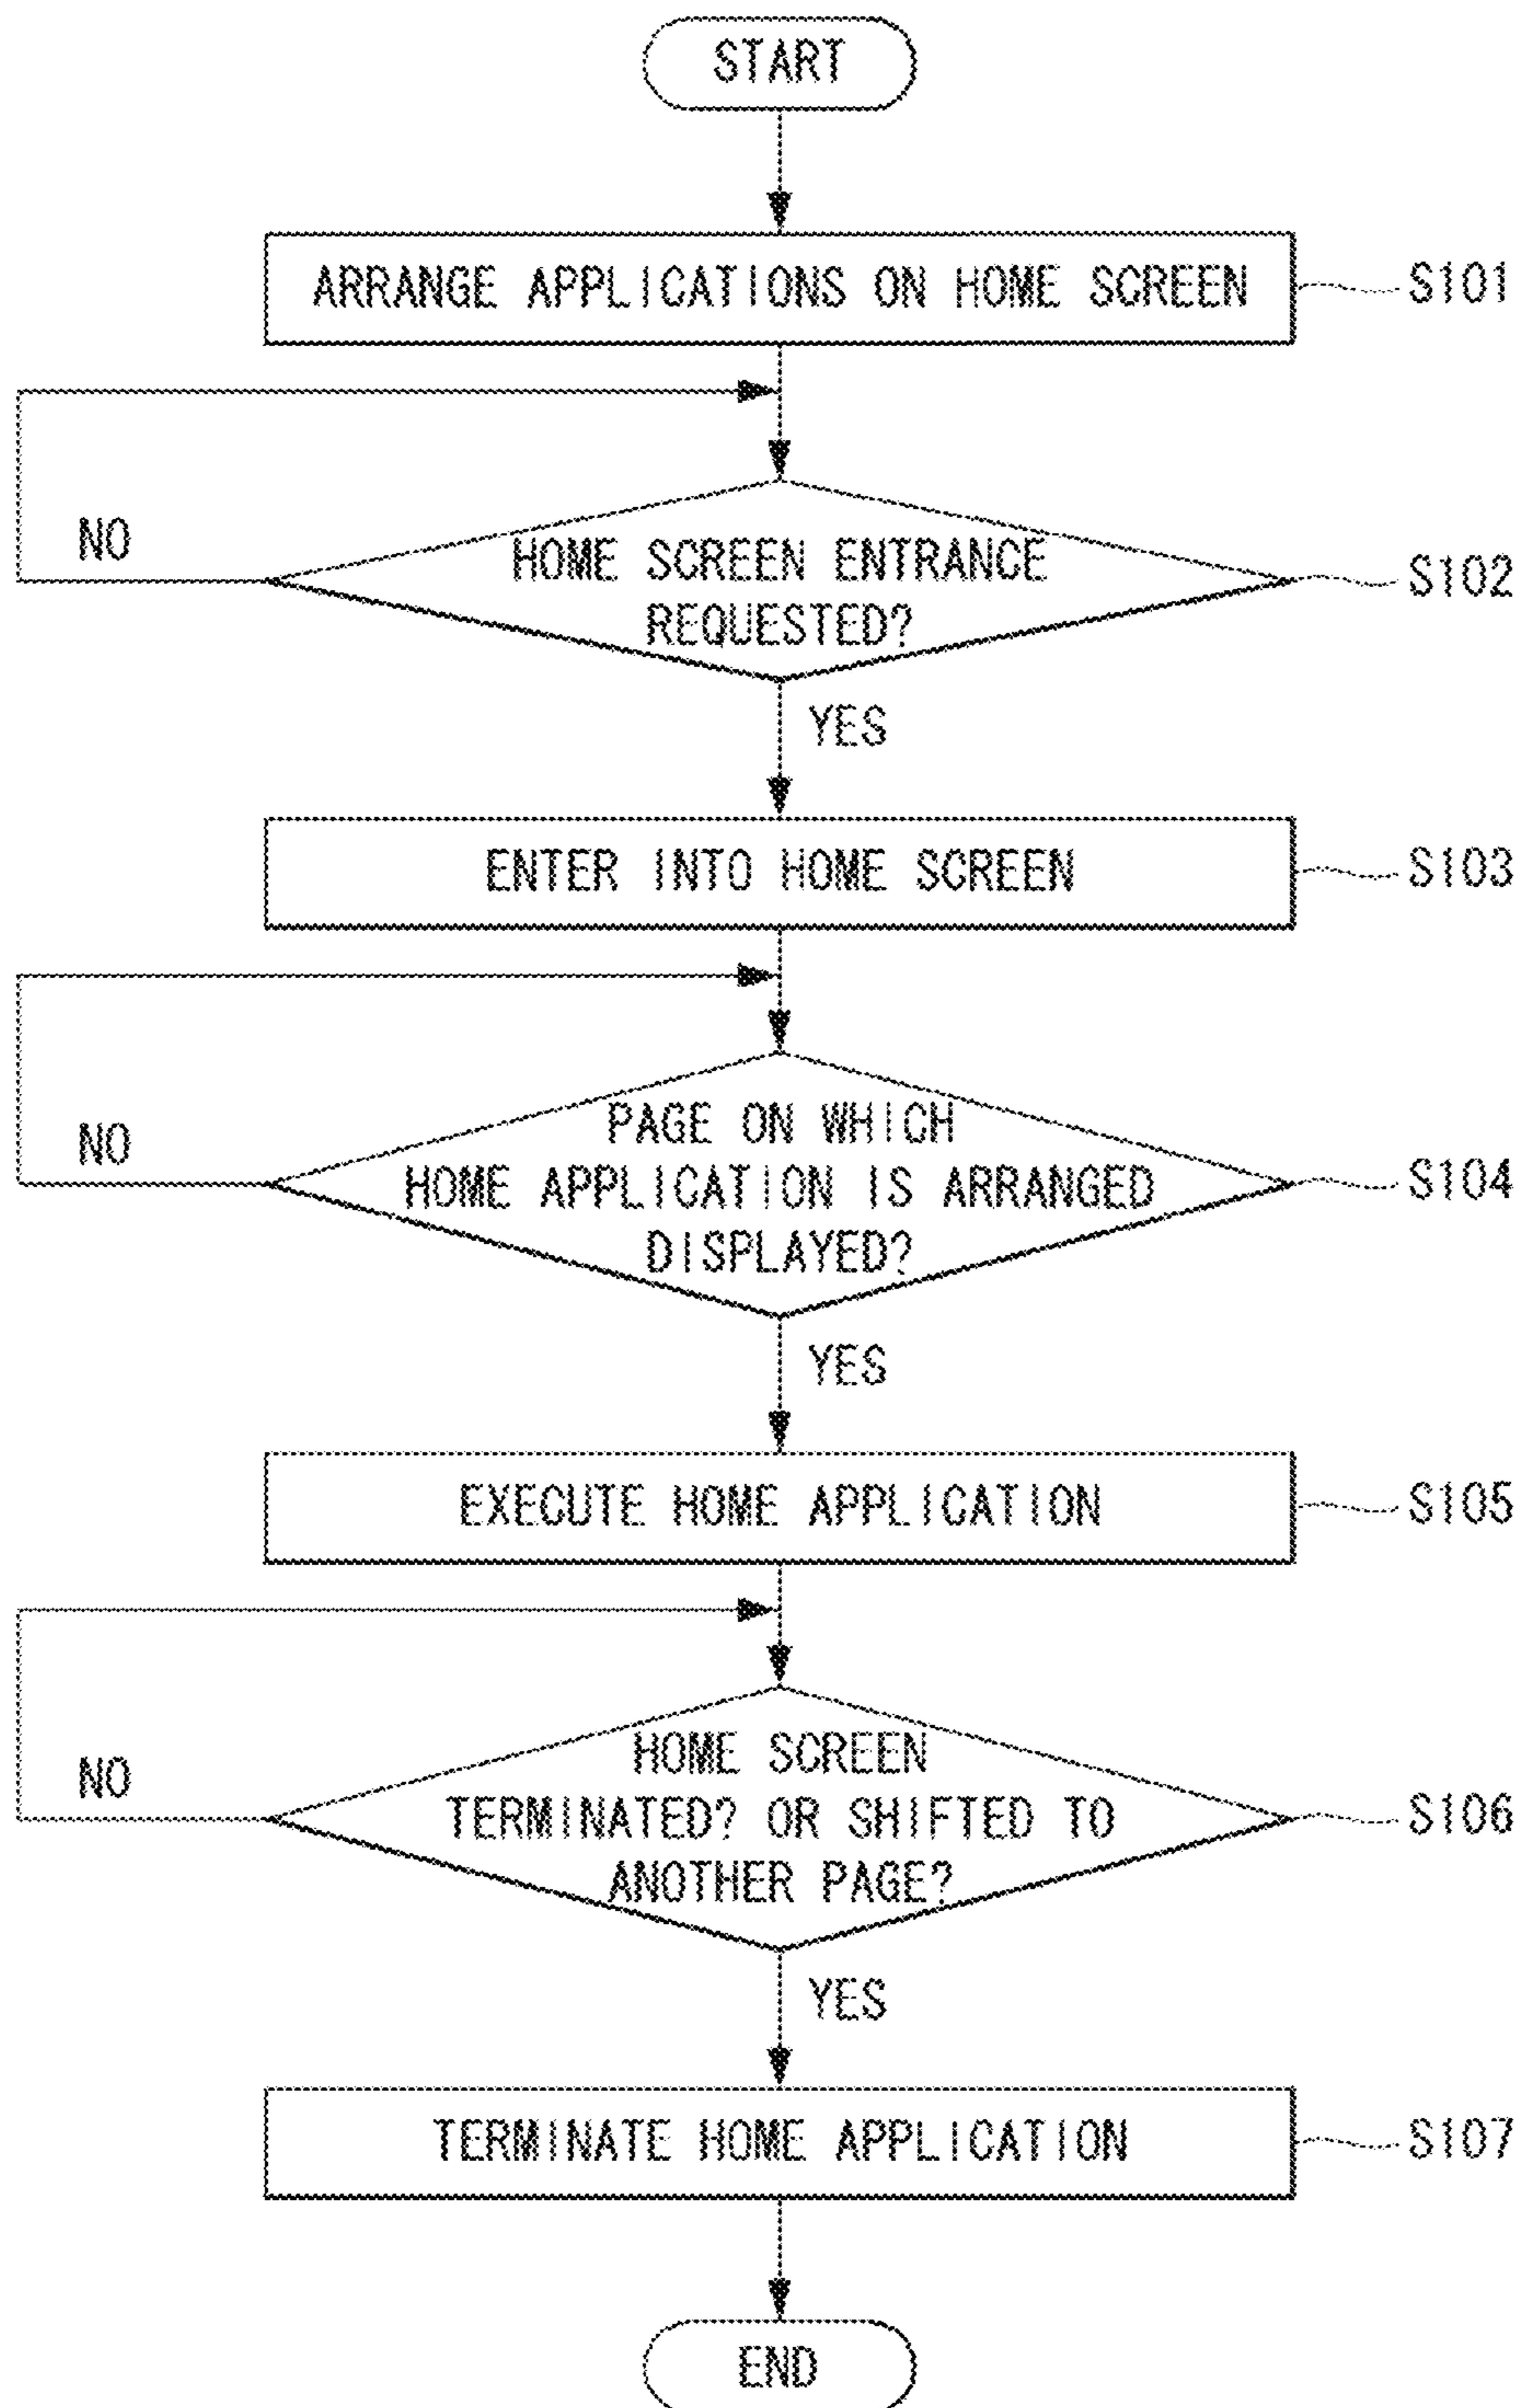 START
ARRANGE APPLICATIONS ON HOME SCREEN
S101
NO
HOME SCREEN ENTRANCE
REQUESTED?
S102
YES
ENTER INTO HOME SCREEN
S103
NO
PAGE ON WHICH
HOME APPLICATION IS ARRANGED
DISPLAYED?
S104
YES
EXECUTE HOME APPLICATION
S105
NO
HOME SCREEN
TERMINATED? OR SHIFTED TO
ANOTHER PAGE?
S106
YES
TERMINATE HOME APPLICATION
S107
END